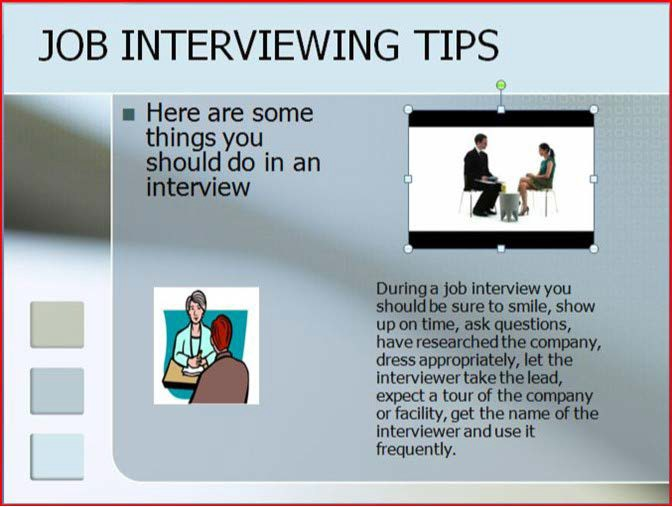 JOB INTERVIEWING TIPS
Here are some
things you
should do in an
interview
During a job interview you
should be sure to smile, show
up on time, ask questions,
have researched the company,
dress appropriately, let the
interviewer take the lead,
expect a tour of the company
or facility, get the name of the
interviewer and use it
frequently.